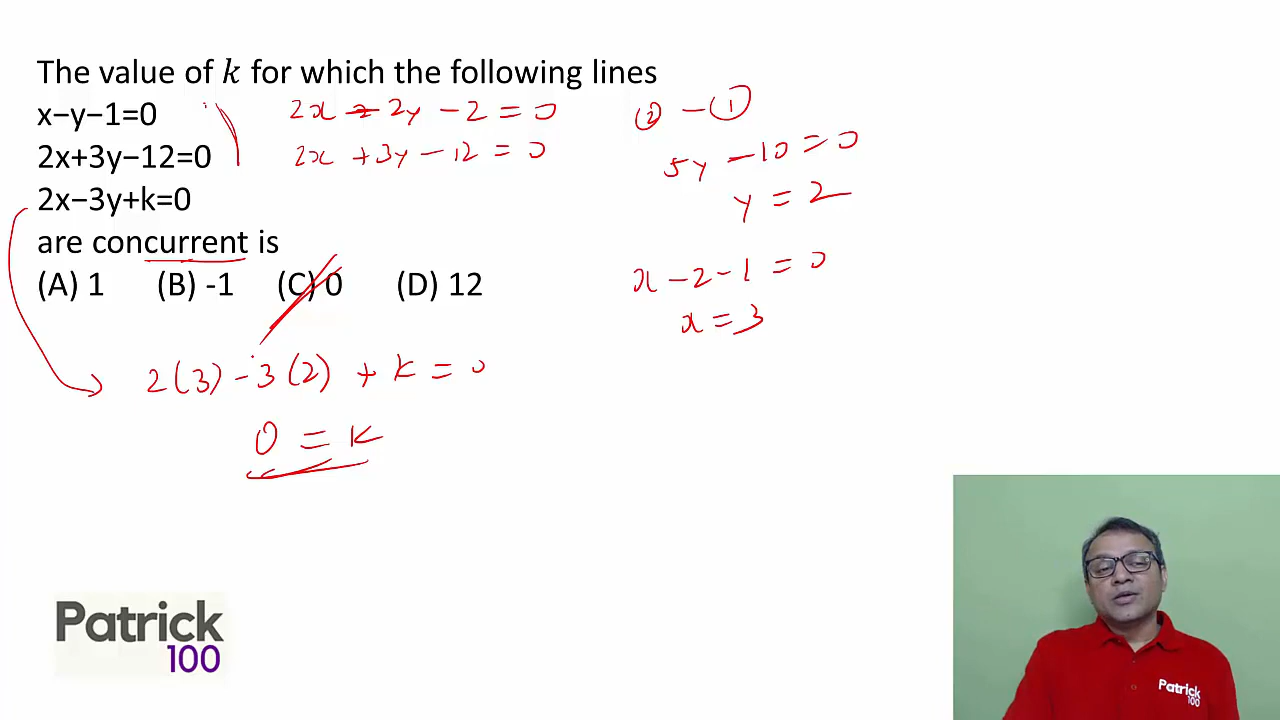 The value of k for which the following lines
x−y−1=0
2x+3y−12=0
2x−3y+k=0
are concurrent is
(A) 1 (B) -1 (C) 0 (D) 12
2x - 2y - 2 = 0
2x + 3y - 12 = 0
② - ①
5y - 10 = 0
y = 2
x - 2 - 1 = 0
x = 3
2(3) - 3(2) + k = 0
0 = k
Patrick
100
Patrick
100